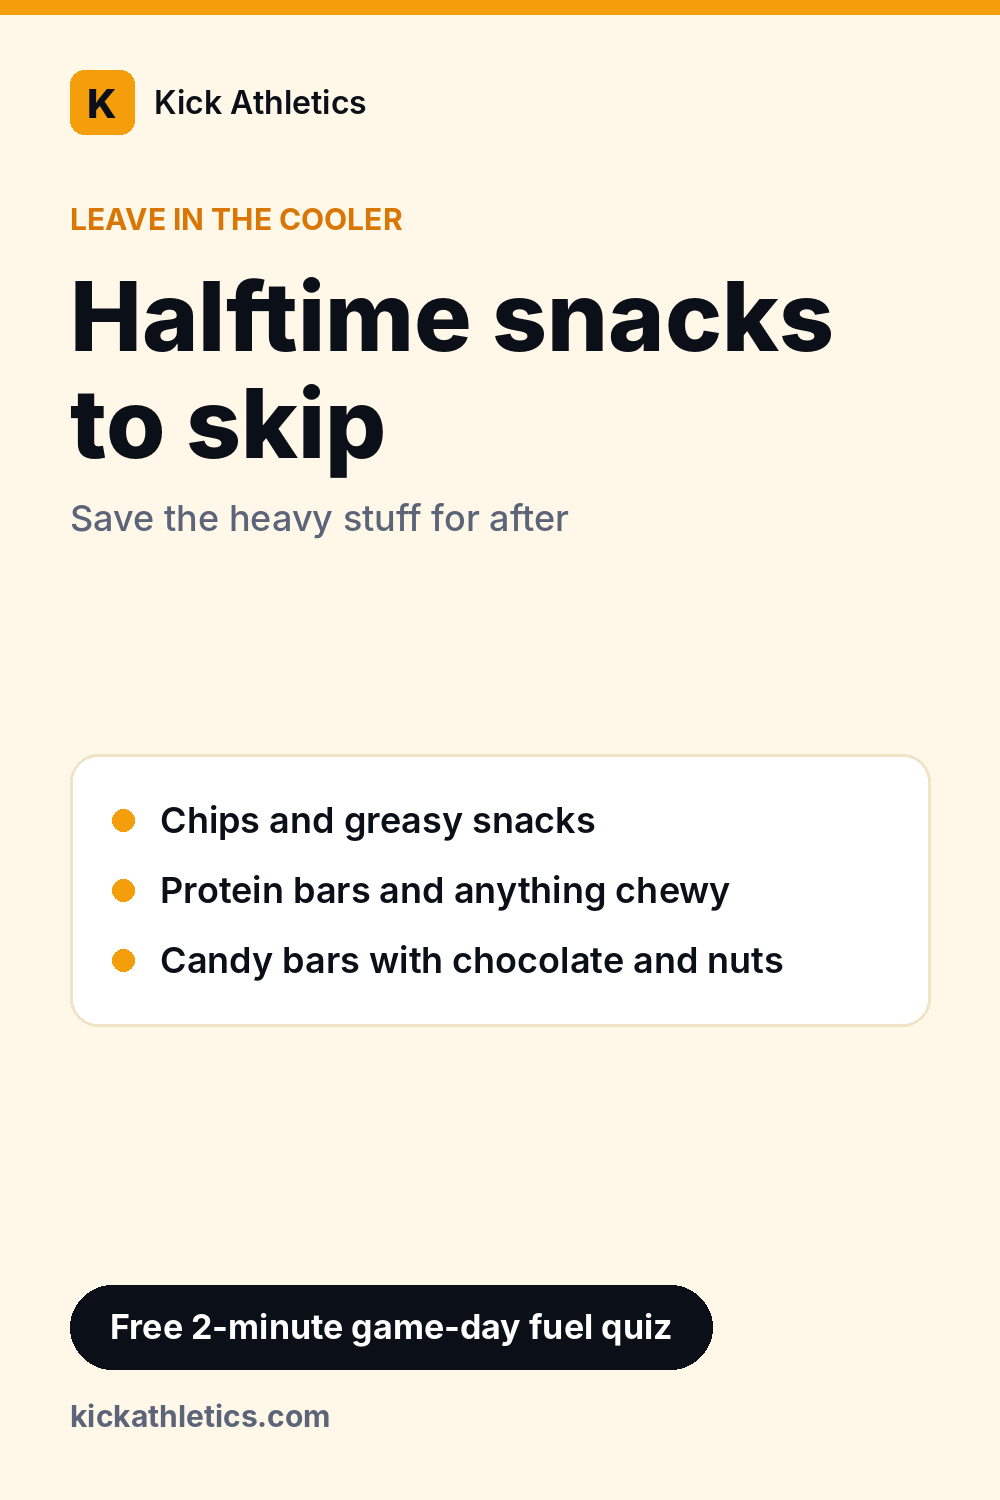 K
Kick Athletics
LEAVE IN THE COOLER
Halftime snacks
to skip
Save the heavy stuff for after
Chips and greasy snacks
Protein bars and anything chewy
Candy bars with chocolate and nuts
Free 2-minute game-day fuel quiz
kickathletics.com